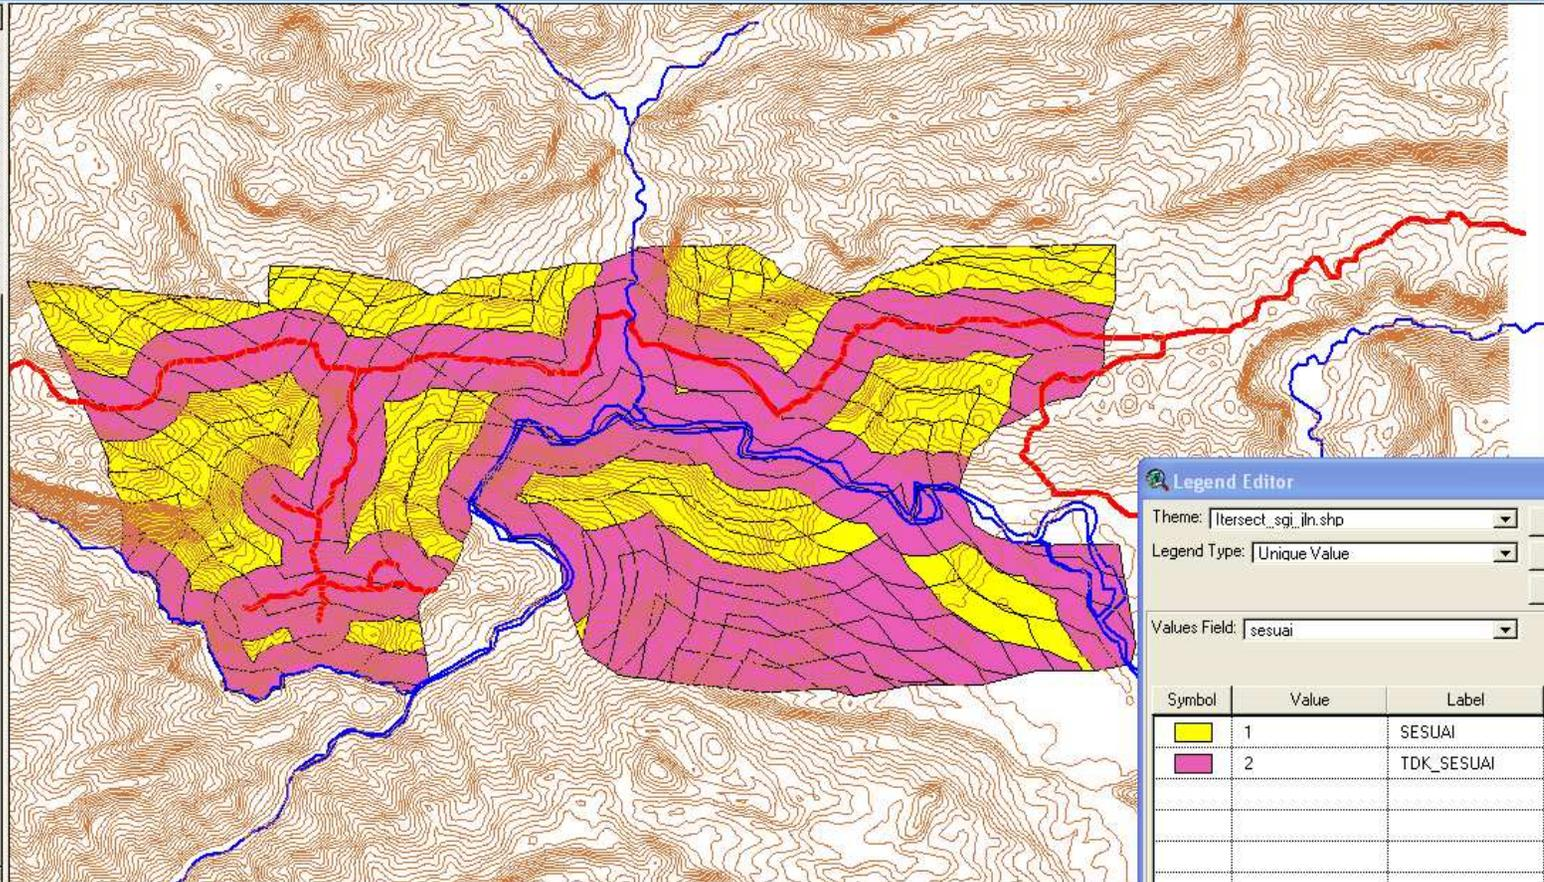 Legend Editor
Theme: Itersect_sgi_jln.shp
Legend Type: Unique Value
Values Field: sesuai
Symbol Value Label
1 SESUAI
2 TDK_SESUAI